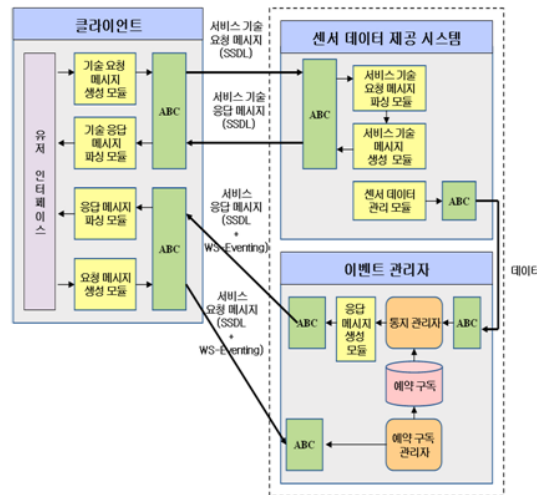 클라이언트
유저 인터페이스
기술 요청
메시지
생성 모듈
ABC
기술 응답
메시지
파싱 모듈
응답 메시지
파싱 모듈
ABC
요청 메시지
생성 모듈
서비스 기술
요청 메시지
(SSDL)
서비스 기술
응답 메시지
(SSDL)
서비스
응답 메시지
(SSDL
+
WS-Eventing)
서비스
요청 메시지
(SSDL
+
WS-Eventing)
센서 데이터 제공 시스템
ABC
서비스 기술
요청 메시지
파싱 모듈
서비스 기술
메시지
생성 모듈
센서 데이터
관리 모듈
ABC
데이터
이벤트 관리자
ABC
응답
메시지
생성
모듈
통지 관리자
ABC
예약 구독
ABC
예약 구독
관리자